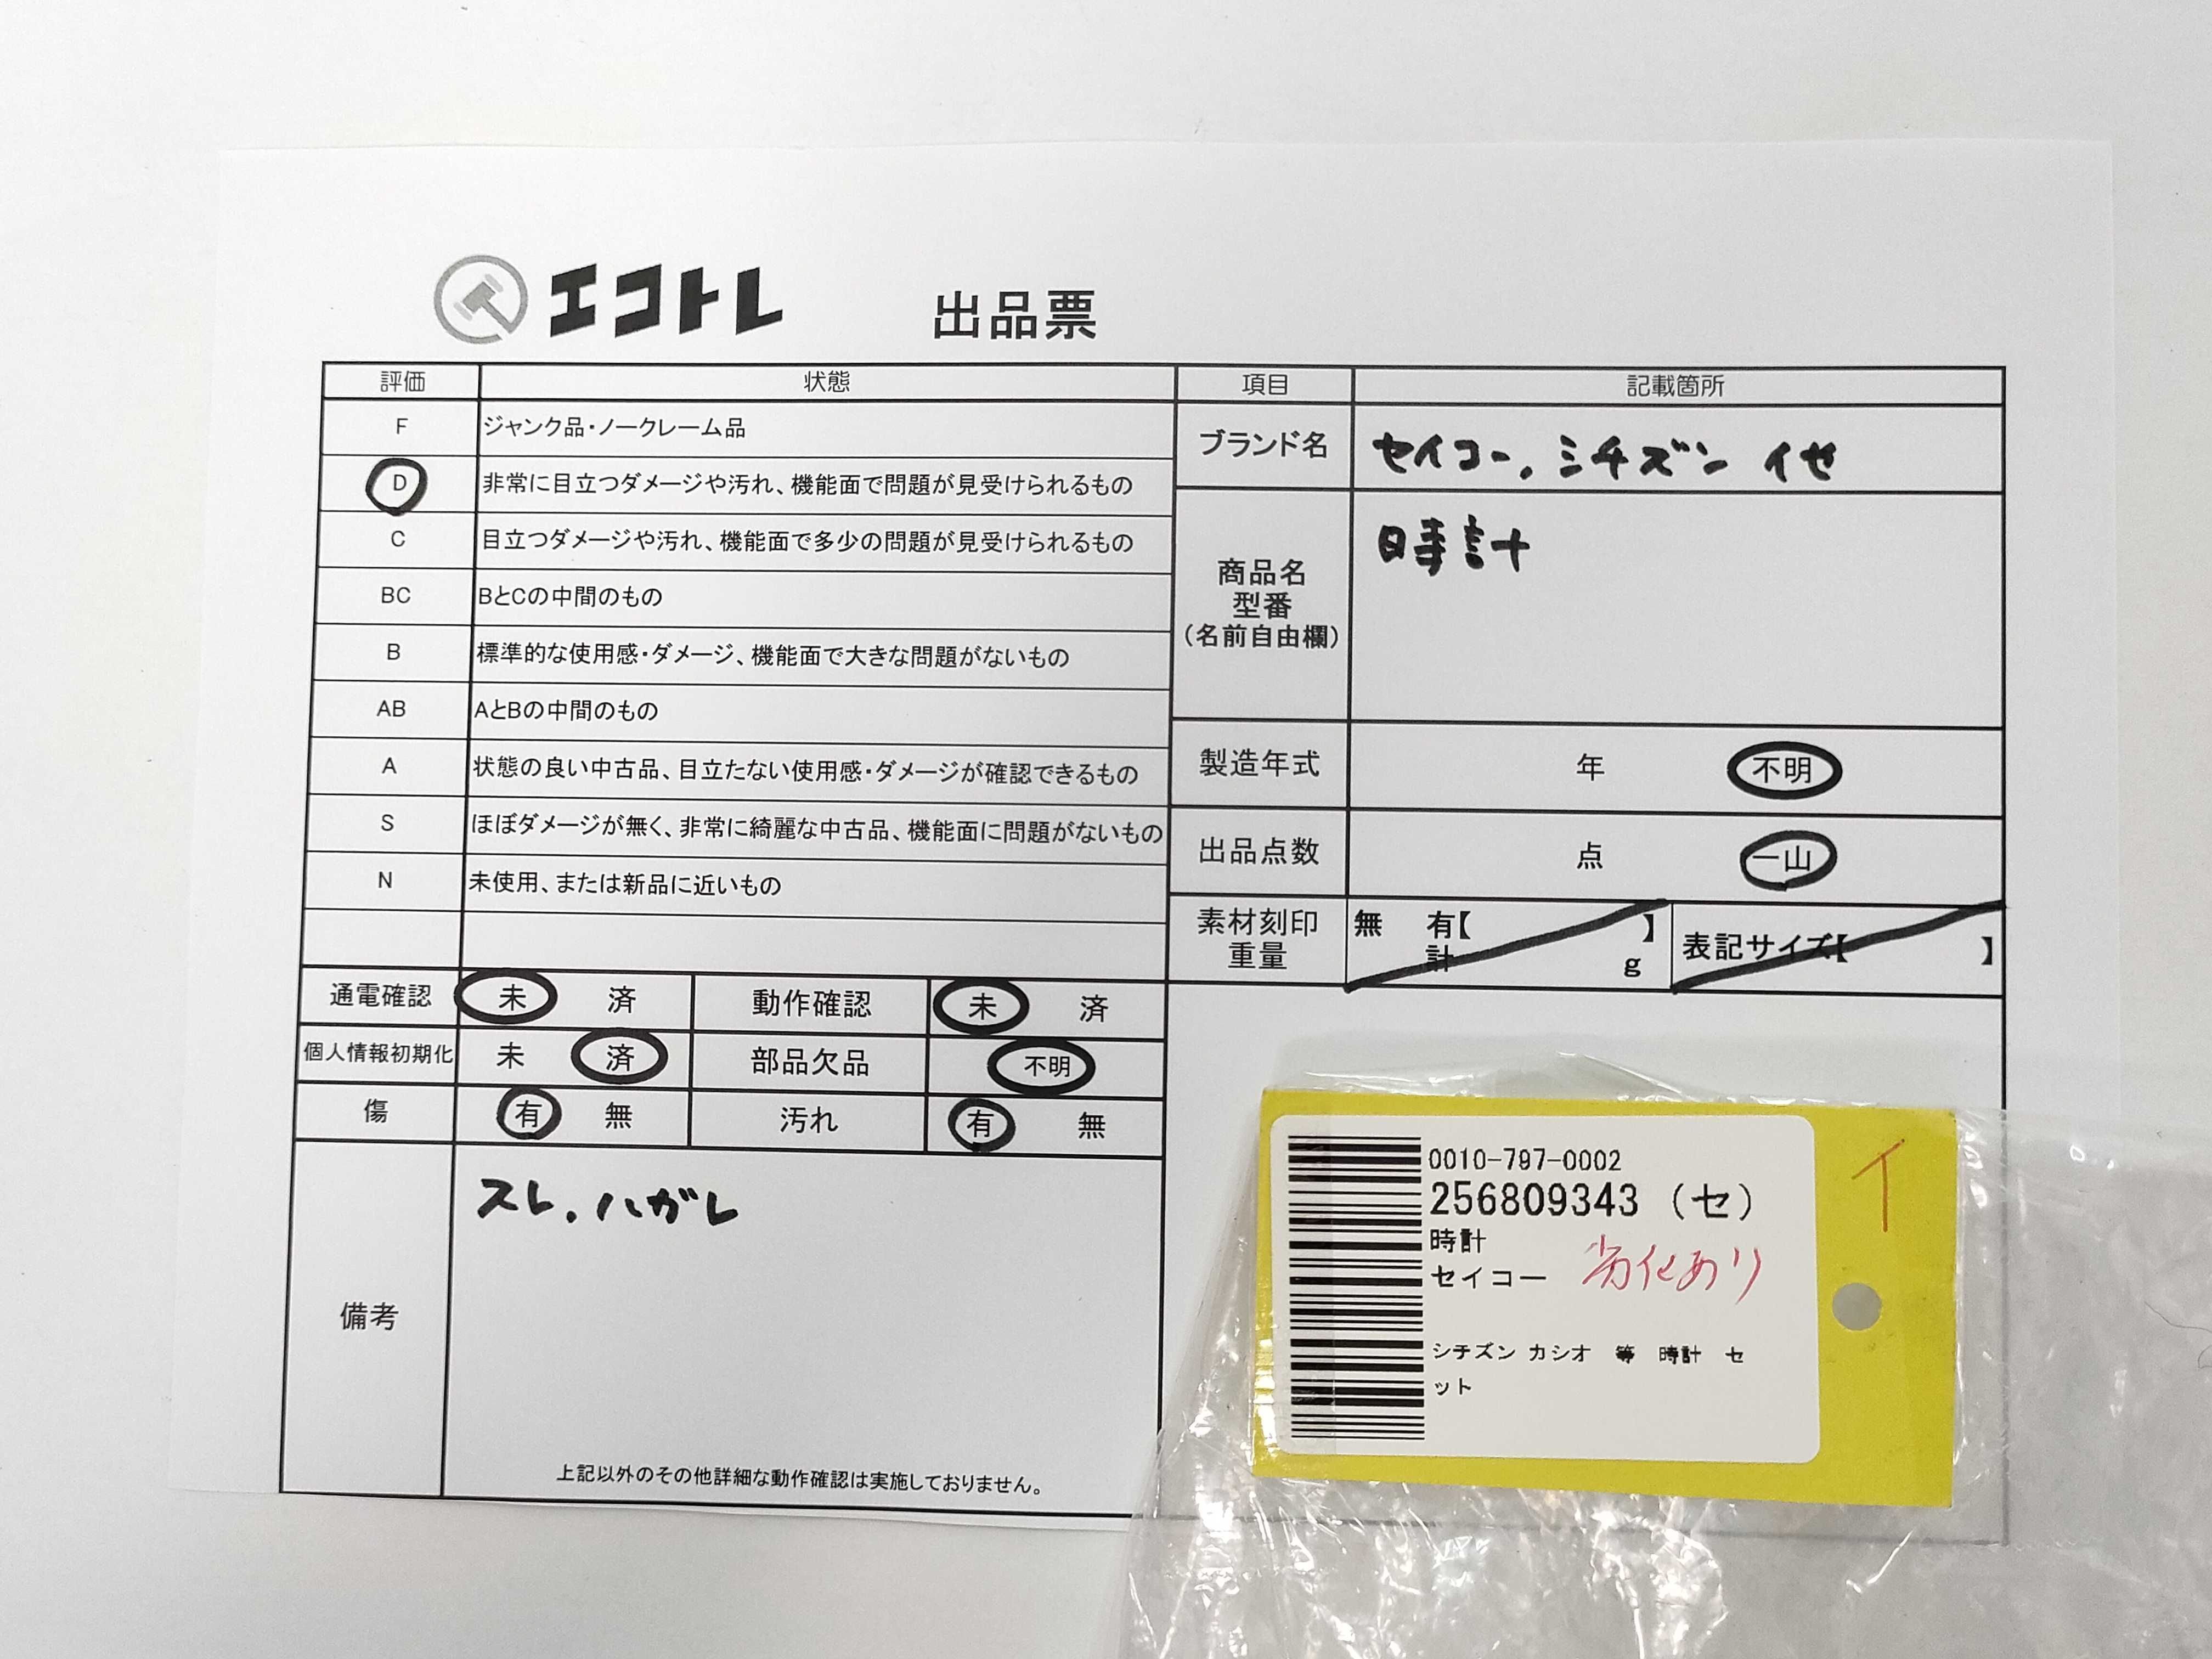 エコトレ
出品票
評価 状態
F ジャンク品・ノークレーム品
D 非常に目立つダメージや汚れ、機能面で問題が見受けられるもの
C 目立つダメージや汚れ、機能面で多少の問題が見受けられるもの
BC BとCの中間のもの
B 標準的な使用感・ダメージ、機能面で大きな問題がないもの
AB AとBの中間のもの
A 状態の良い中古品、目立たない使用感・ダメージが確認できるもの
S ほぼダメージが無く、非常に綺麗な中古品、機能面に問題がないもの
N 未使用、または新品に近いもの
通電確認 未 済 動作確認 未 済
個人情報初期化 未 済 部品欠品 不明
傷 有 無 汚れ 有 無
備考
スレ、ハガレ
上記以外のその他詳細な動作確認は実施しておりません。
項目 記載箇所
ブランド名 セイコー、シチズン イセ
商品名
型番
(名前自由欄)
時計
製造年式 年 不明
出品点数 点 一山
素材刻印
重量
無 有【 】
計 g
表記サイズ【 】
0010-797-0002
256809343 (セ)
時計
セイコー 劣化あり
シチズン カシオ 等 時計 セ
ット
イ